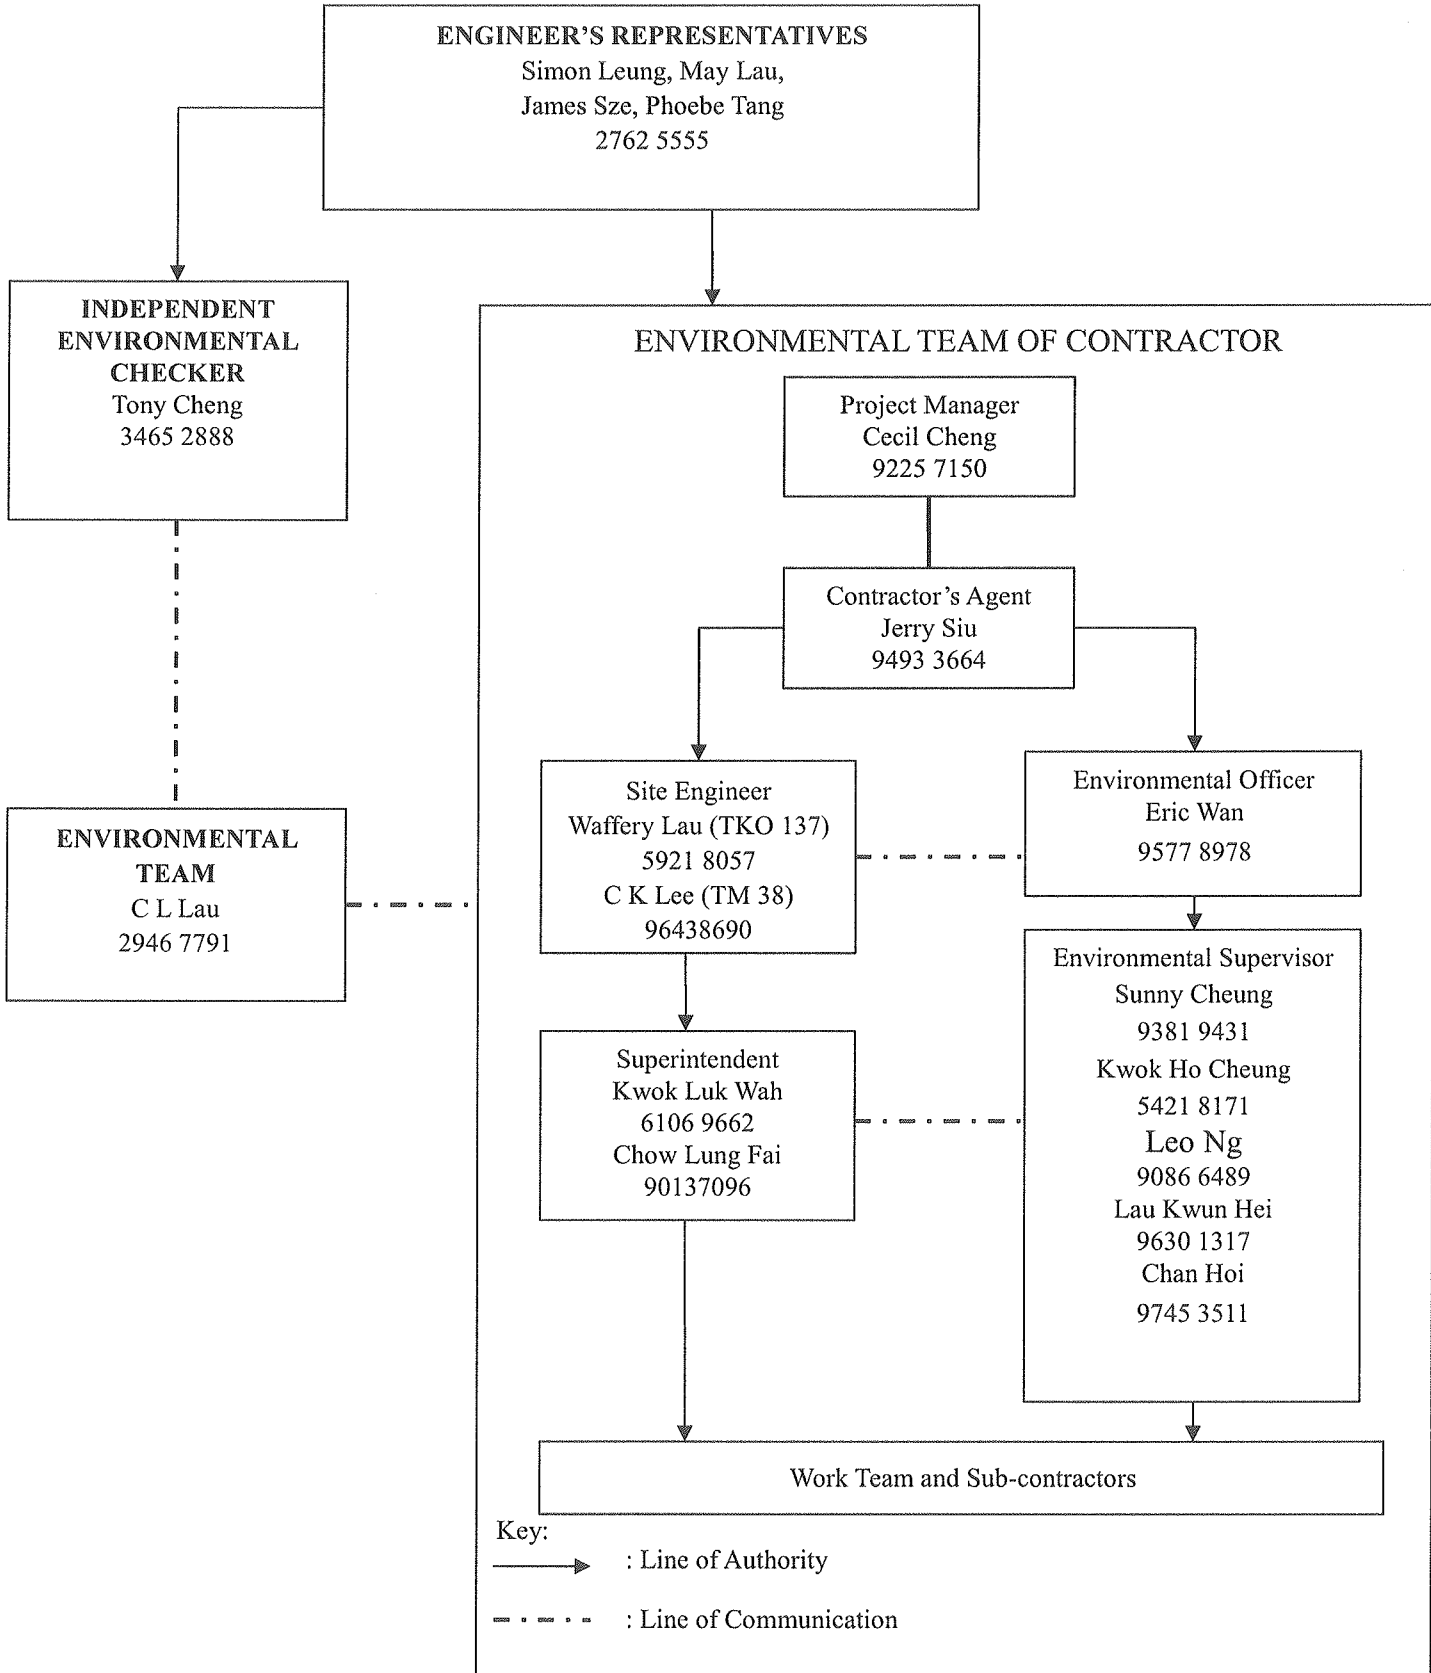 ENGINEER'S REPRESENTATIVES
Simon Leung, May Lau,
James Sze, Phoebe Tang
2762 5555
INDEPENDENT
ENVIRONMENTAL
CHECKER
Tony Cheng
3465 2888
ENVIRONMENTAL
TEAM
C L Lau
2946 7791
ENVIRONMENTAL TEAM OF CONTRACTOR
Project Manager
Cecil Cheng
9225 7150
Contractor's Agent
Jerry Siu
9493 3664
Site Engineer
Waffery Lau (TKO 137)
5921 8057
C K Lee (TM 38)
96438690
Environmental Officer
Eric Wan
9577 8978
Superintendent
Kwok Luk Wah
6106 9662
Chow Lung Fai
90137096
Environmental Supervisor
Sunny Cheung
9381 9431
Kwok Ho Cheung
5421 8171
Leo Ng
9086 6489
Lau Kwun Hei
9630 1317
Chan Hoi
9745 3511
Work Team and Sub-contractors
Key:
: Line of Authority
: Line of Communication